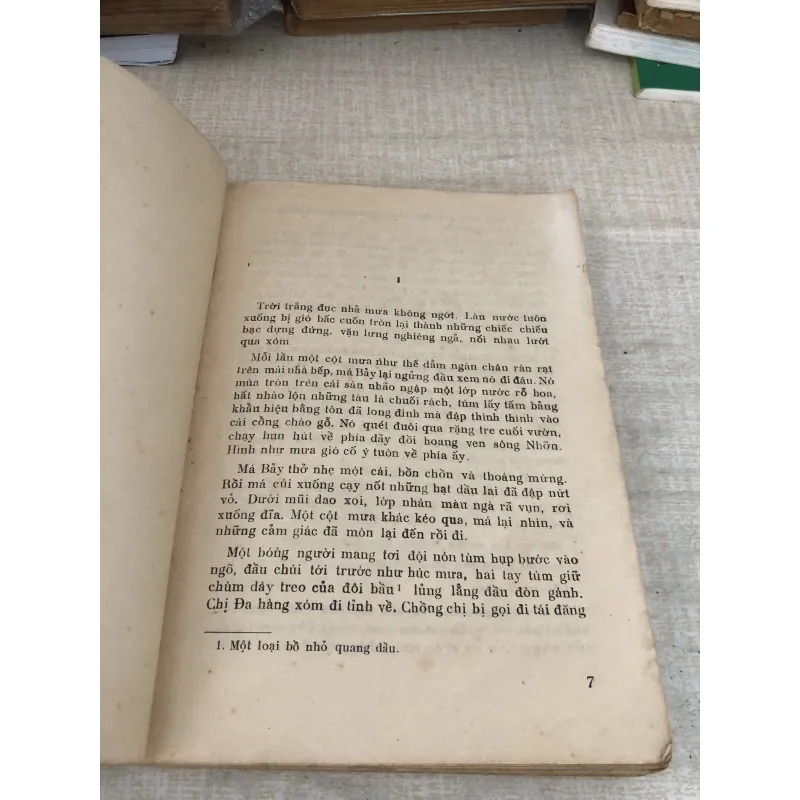 I
Trời trắng đục nhả mưa không ngớt. Làn nước tuôn
xuống bị gió bấc cuốn tròn lại thành những chiếc chiếu
bạc dựng đứng, vặn lưng nghiêng ngả, nối nhau lướt
qua xóm
Mỗi lần một cột mưa như thể dẫm ngàn chân ràn rạt
trên mái nhà bếp, má Bảy lại ngửng đầu xem nó đi đâu. Nó
múa tròn trên cái sân nhão ngập một lớp nước rỗ hoa,
hất nhào lộn những tàu lá chuối rách, túm lấy tấm bảng
khẩu hiệu bằng tôn đã long đinh mà đập thình thình vào
cái cổng chào gỗ. Nó quét đuôi qua rặng tre cuối vườn,
chạy hun hút về phía dãy đồi hoang ven sông Nhỡn.
Hình như mưa gió cố ý tuôn về phía ấy.
Má Bảy thở nhẹ một cái, bồn chồn và thoáng mừng.
Rồi má cúi xuống cạy nốt những hạt dầu lai đã đập nứt
vỏ. Dưới mũi dao xoi, lớp nhân màu ngà rã vụn, rơi
xuống đĩa. Một cột mưa khác kéo qua, má lại nhìn, và
những cảm giác đã mòn lại đến rồi đi.
Một bóng người mang tơi đội nón túm hụp bước vào
ngõ, đầu chúi tới trước như húc mưa, hai tay túm giữ
chùm dây treo của đôi bầu¹ lủng lẳng đầu đòn gánh.
Chị Đa hàng xóm đi tỉnh về. Chồng chị bị gọi đi tái đăng
1. Một loại bồ nhỏ quang dầu.
7